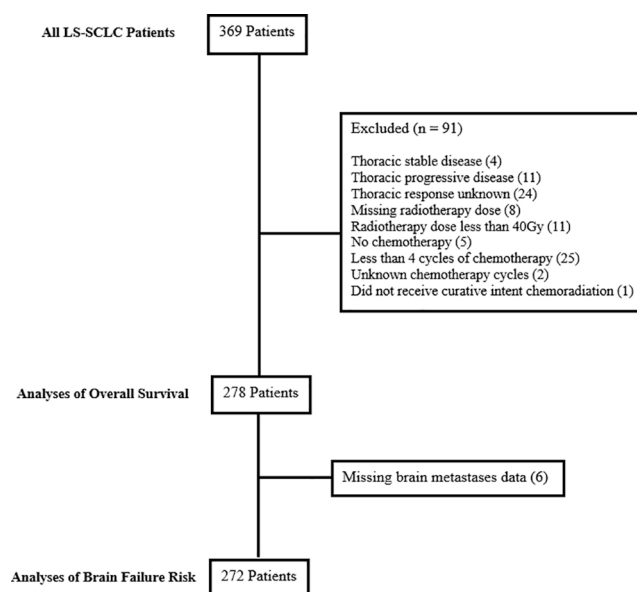 All LS-SCLC Patients
369 Patients
Excluded (n = 91)
Thoracic stable disease (4)
Thoracic progressive disease (11)
Thoracic response unknown (24)
Missing radiotherapy dose (8)
Radiotherapy dose less than 40Gy (11)
No chemotherapy (5)
Less than 4 cycles of chemotherapy (25)
Unknown chemotherapy cycles (2)
Did not receive curative intent chemoradiation (1)
Analyses of Overall Survival
278 Patients
Missing brain metastases data (6)
Analyses of Brain Failure Risk
272 Patients